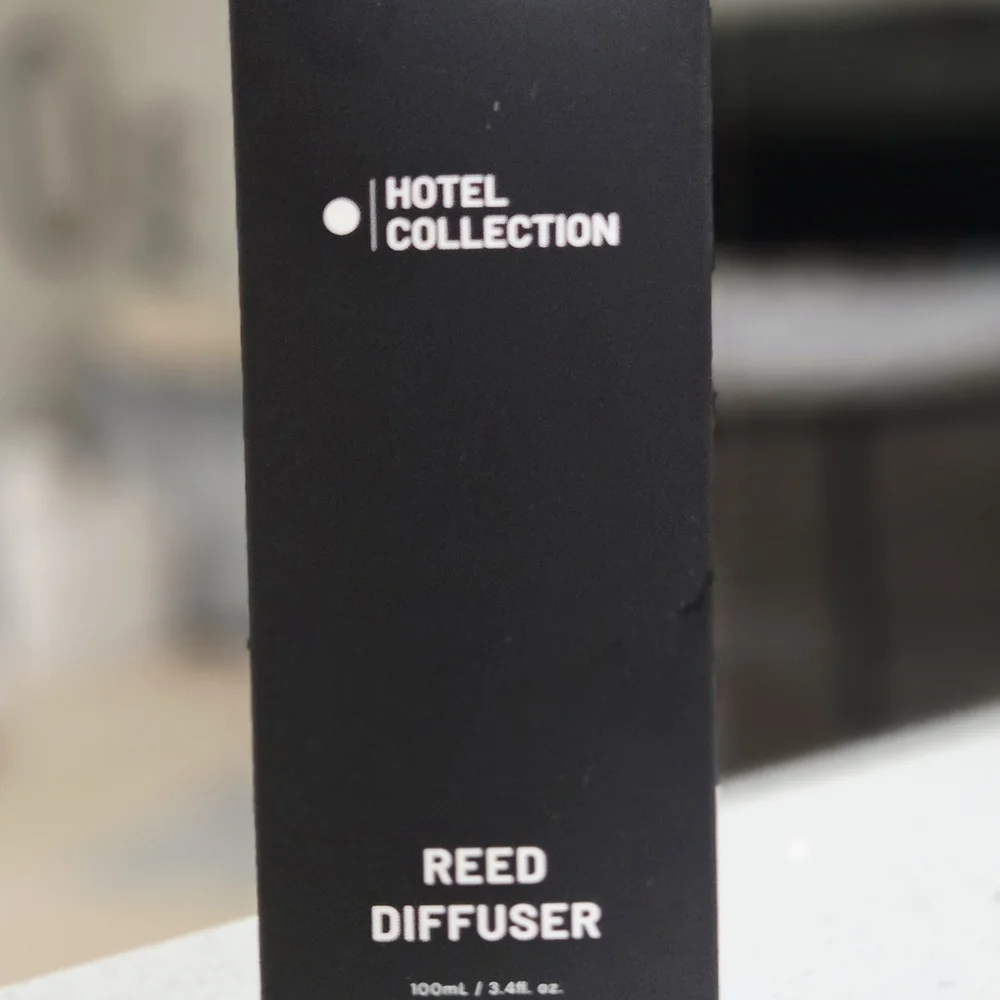 HOTEL
COLLECTION
REED
DIFFUSER
100mL / 3.4fl. oz.